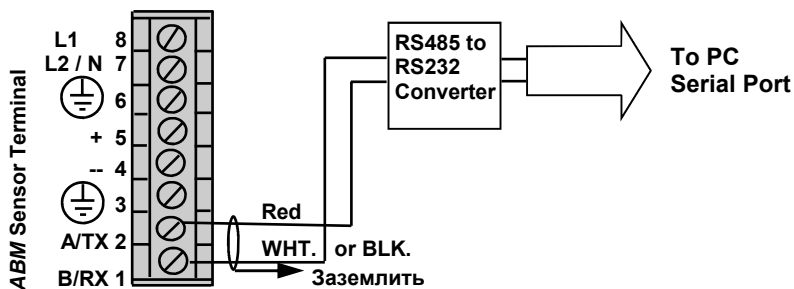 ABM Sensor Terminal
L1 8
L2 / N 7
6
+ 5
-- 4
3
A/TX 2
B/RX 1
Red
WHT. or BLK.
Заземлить
RS485 to
RS232
Converter
To PC
Serial Port